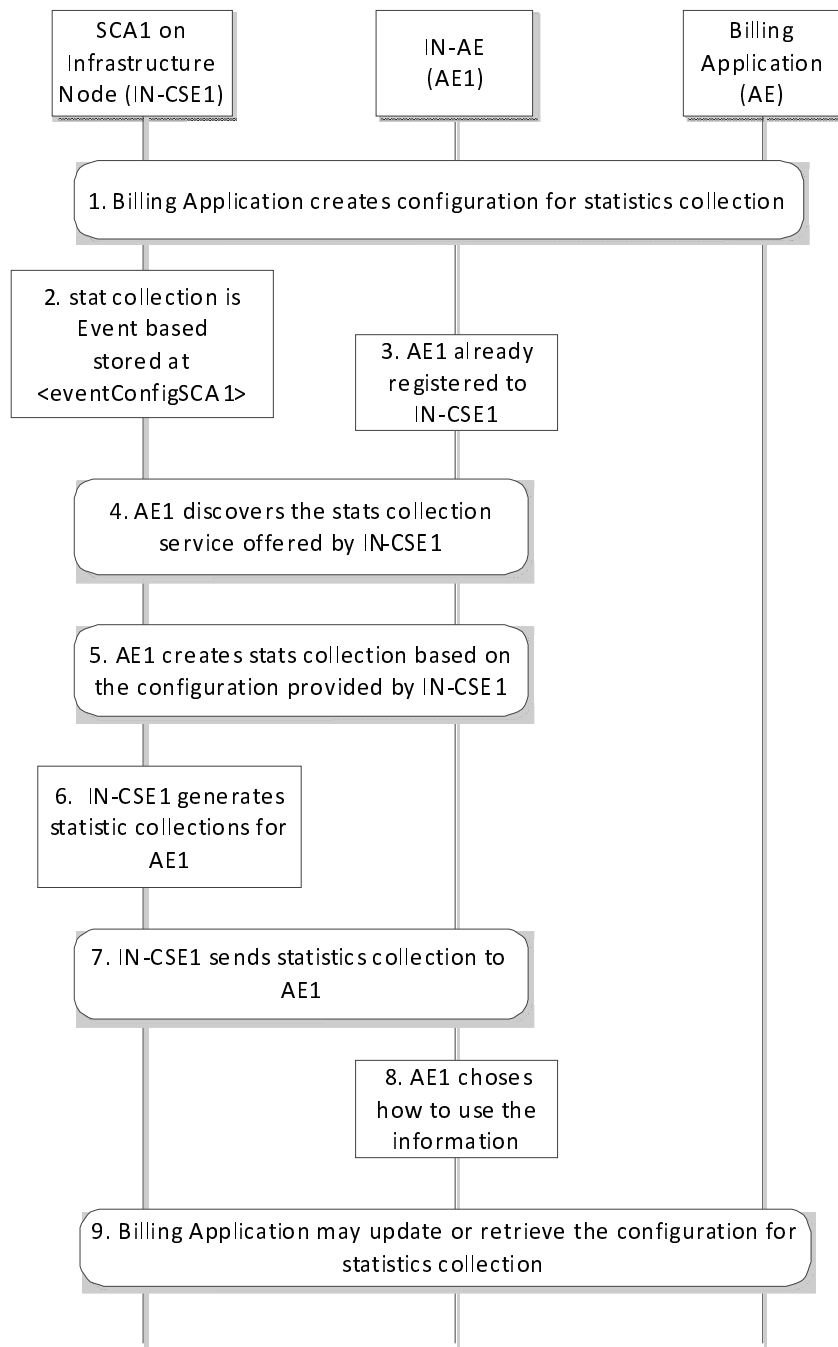 SCA1 on
Infrastructure
Node (IN-CSE1)
IN-AE
(AE1)
Billing
Application
(AE)
1. Billing Application creates configuration for statistics collection
2. stat collection is
Event based
stored at
<eventConfigSCA1>
3. AE1 already
registered to
IN-CSE1
4. AE1 discovers the stats collection
service offered by IN-CSE1
5. AE1 creates stats collection based on
the configuration provided by IN-CSE1
6. IN-CSE1 generates
statistic collections for
AE1
7. IN-CSE1 sends statistics collection to
AE1
8. AE1 choses
how to use the
information
9. Billing Application may update or retrieve the configuration for
statistics collection